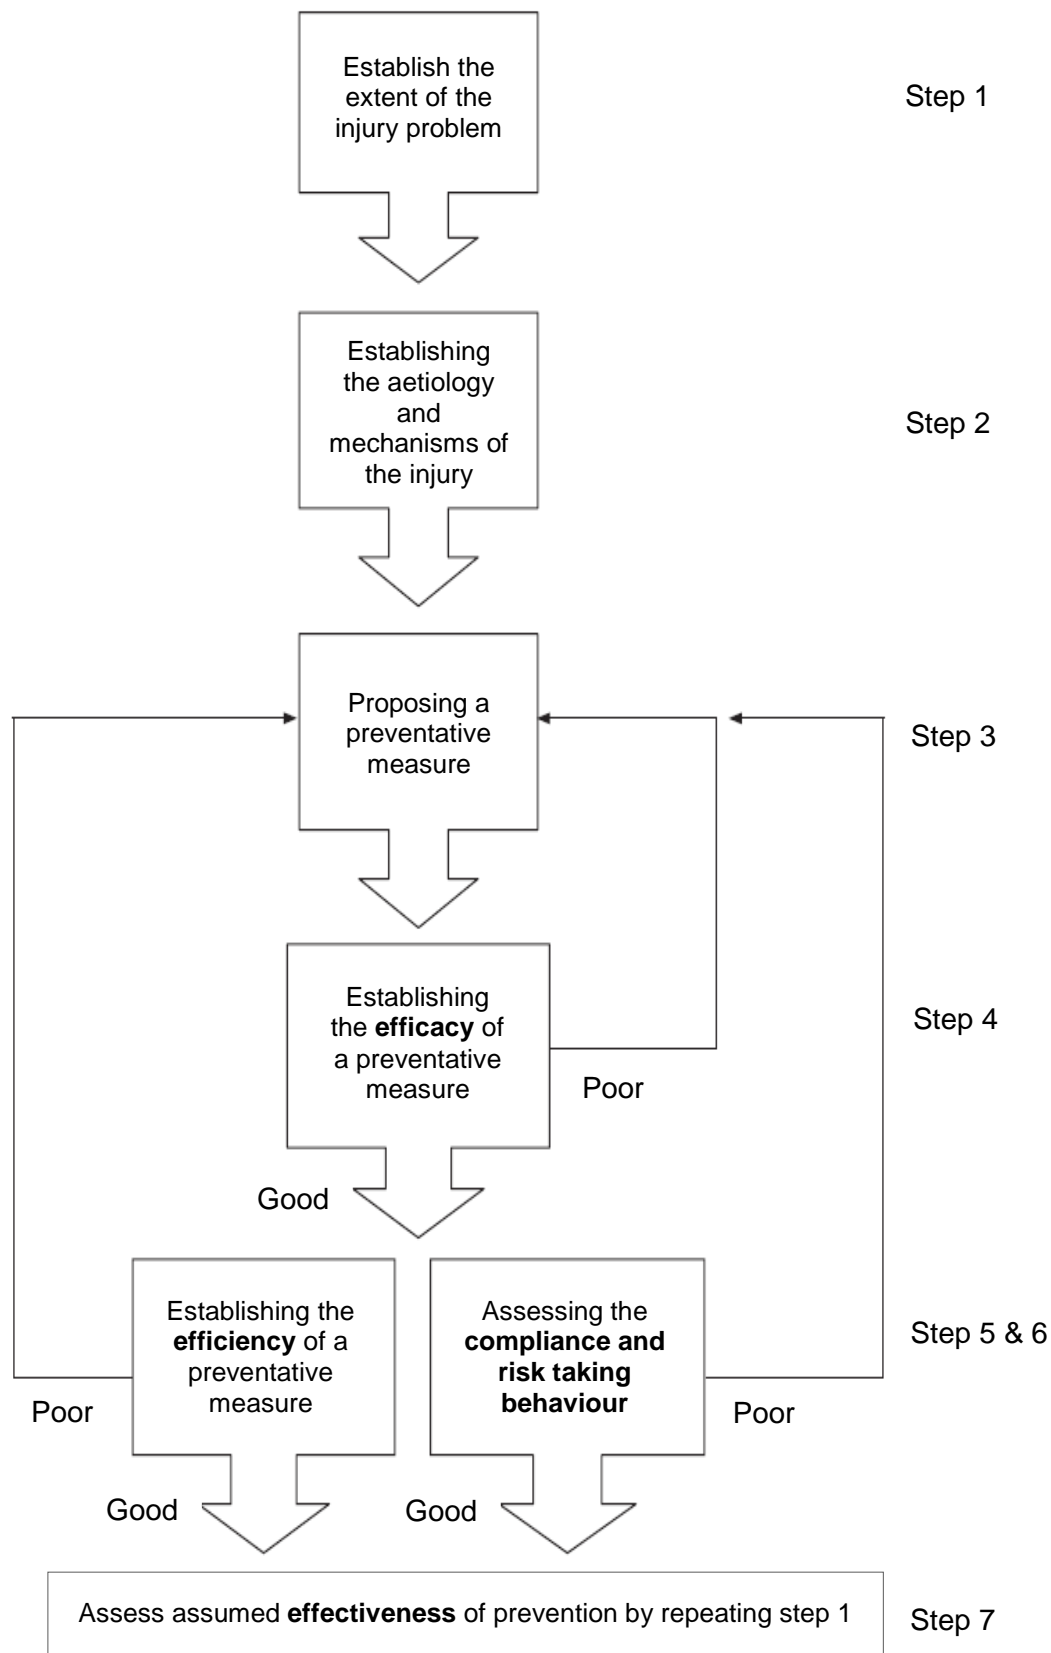 Establish the
extent of the
injury problem
Step 1
Establishing
the aetiology
and
mechanisms of
the injury
Step 2
Proposing a
preventative
measure
Step 3
Establishing
the efficacy of
a preventative
measure
Poor
Step 4
Good
Establishing the
efficiency of a
preventative
measure
Poor
Good
Assessing the
compliance and
risk taking
behaviour
Poor
Good
Step 5 & 6
Assess assumed effectiveness of prevention by repeating step 1
Step 7